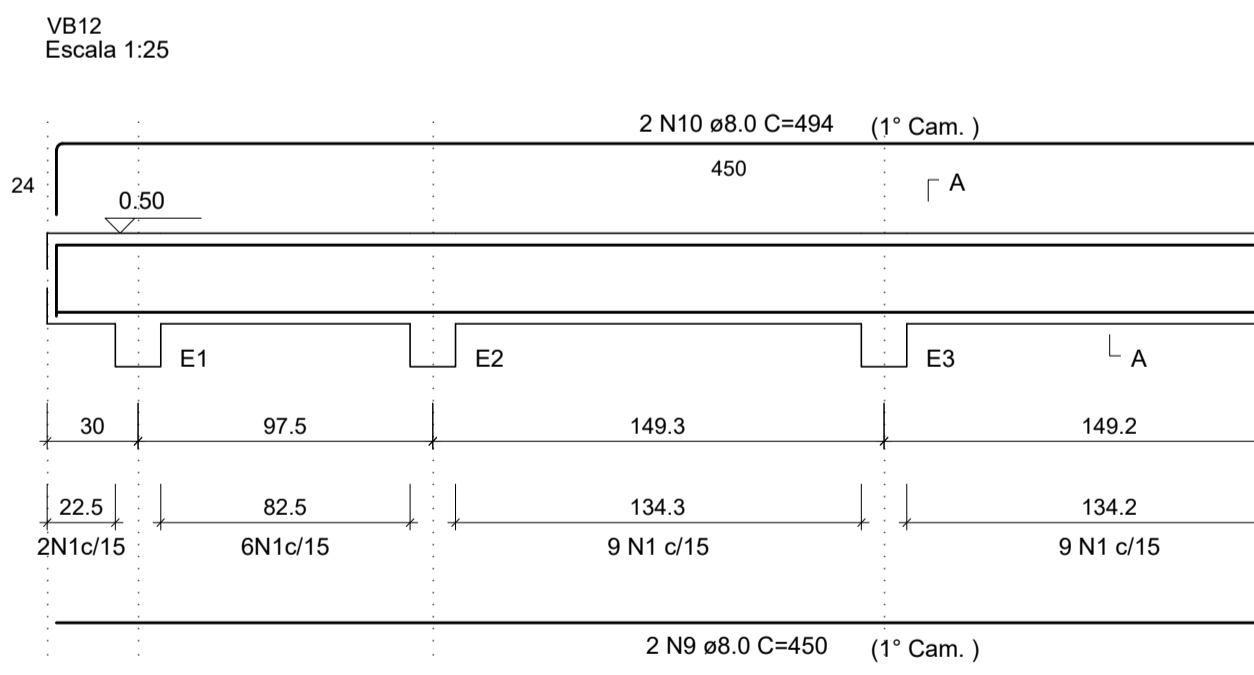 VB12
Escala 1:25
2 N10 ø8.0 C=494 (1° Cam. )
450
24
A
0.50
E1 E2 E3 A
30 97.5 149.3 149.2
22.5 82.5 134.3 134.2
2N1c/15 6N1c/15 9 N1 c/15 9 N1 c/15
2 N9 ø8.0 C=450 (1° Cam. )